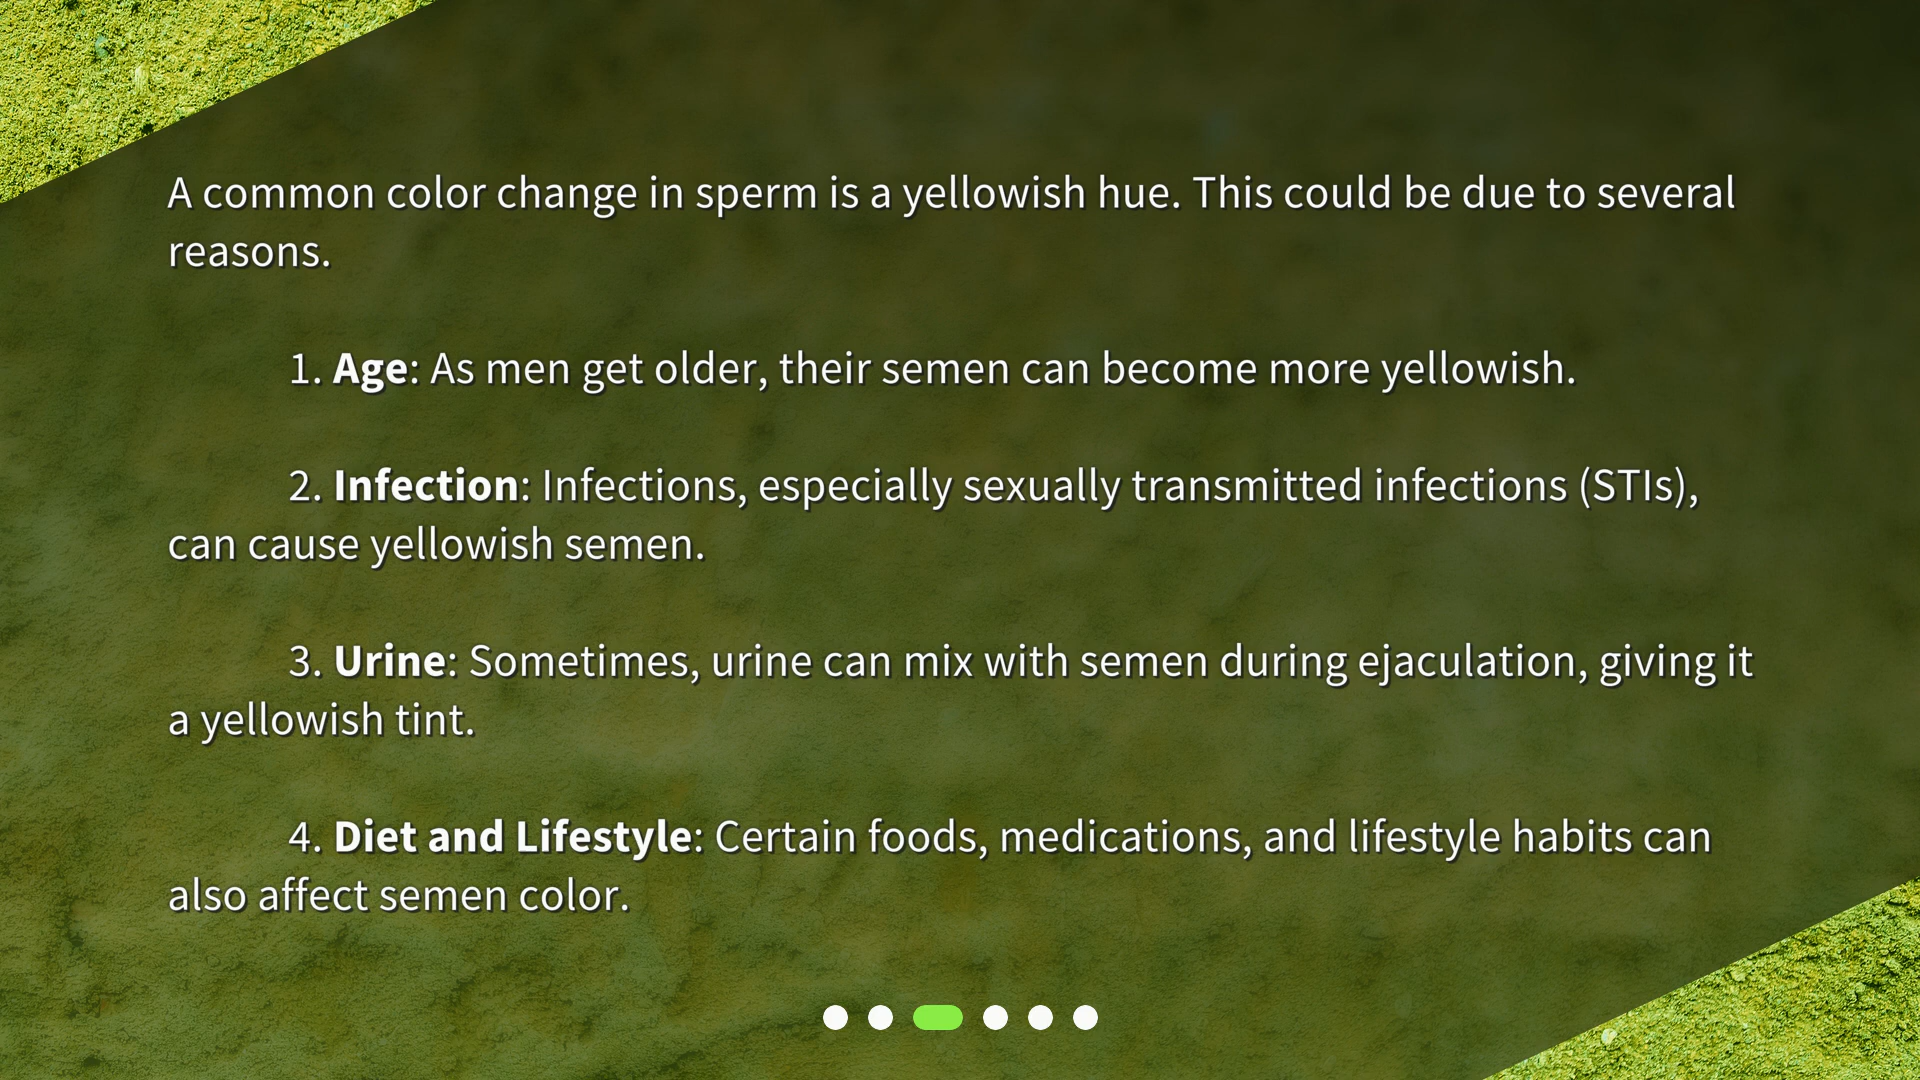 A common color change in sperm is a yellowish hue. This could be due to several
reasons.
1. Age: As men get older, their semen can become more yellowish.
2. Infection: Infections, especially sexually transmitted infections (STIs),
can cause yellowish semen.
3. Urine: Sometimes, urine can mix with semen during ejaculation, giving it
a yellowish tint.
4. Diet and Lifestyle: Certain foods, medications, and lifestyle habits can
also affect semen color.